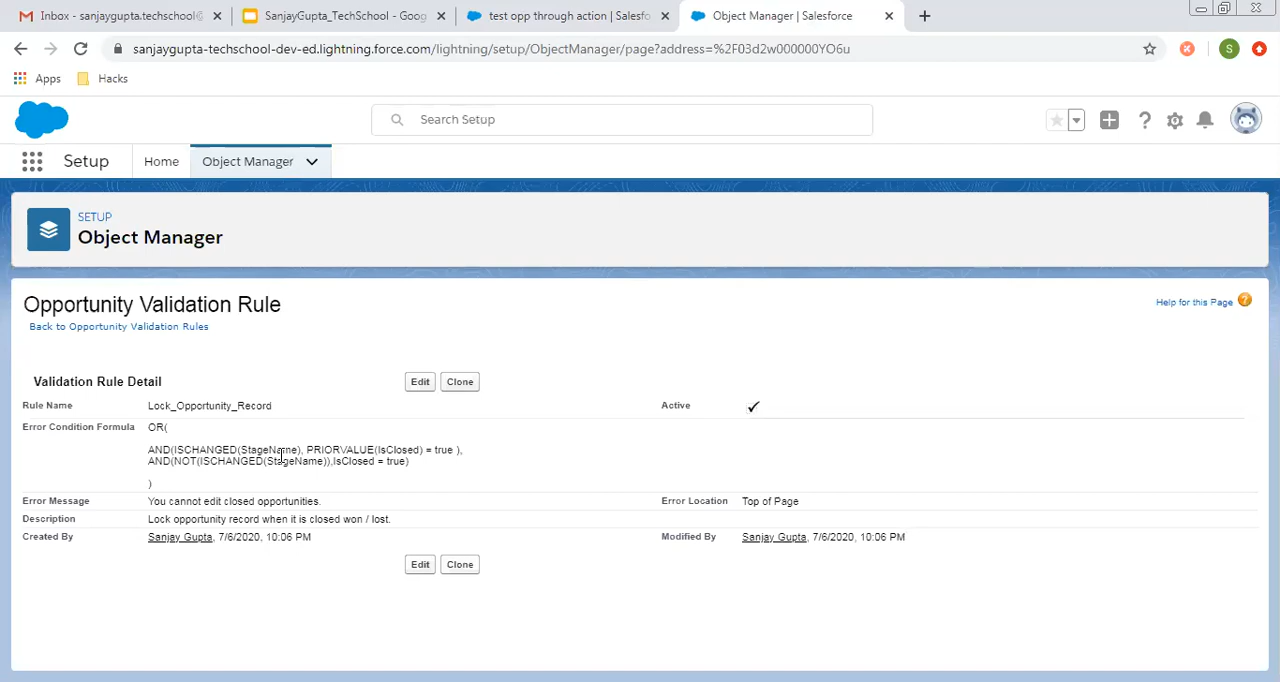 Inbox - sanjaygupta.techschool@
SanjayGupta_TechSchool - Goog
test opp through action | Salesfo
Object Manager | Salesforce
sanjaygupta-techschool-dev-ed.lightning.force.com/lightning/setup/ObjectManager/page?address=%2F03d2w000000YO6u
S
Apps
Hacks
Search Setup
Setup
Home
Object Manager
SETUP
Object Manager
Opportunity Validation Rule
Help for this Page
Back to Opportunity Validation Rules
Validation Rule Detail
Edit
Clone
Rule Name Lock_Opportunity_Record
Active
Error Condition Formula OR(
AND(ISCHANGED(StageName), PRIORVALUE(IsClosed) = true ),
AND(NOT(ISCHANGED(StageName)),IsClosed = true)
)
Error Message You cannot edit closed opportunities.
Error Location Top of Page
Description Lock opportunity record when it is closed won / lost.
Created By Sanjay Gupta, 7/6/2020, 10:06 PM
Modified By Sanjay Gupta, 7/6/2020, 10:06 PM
Edit
Clone